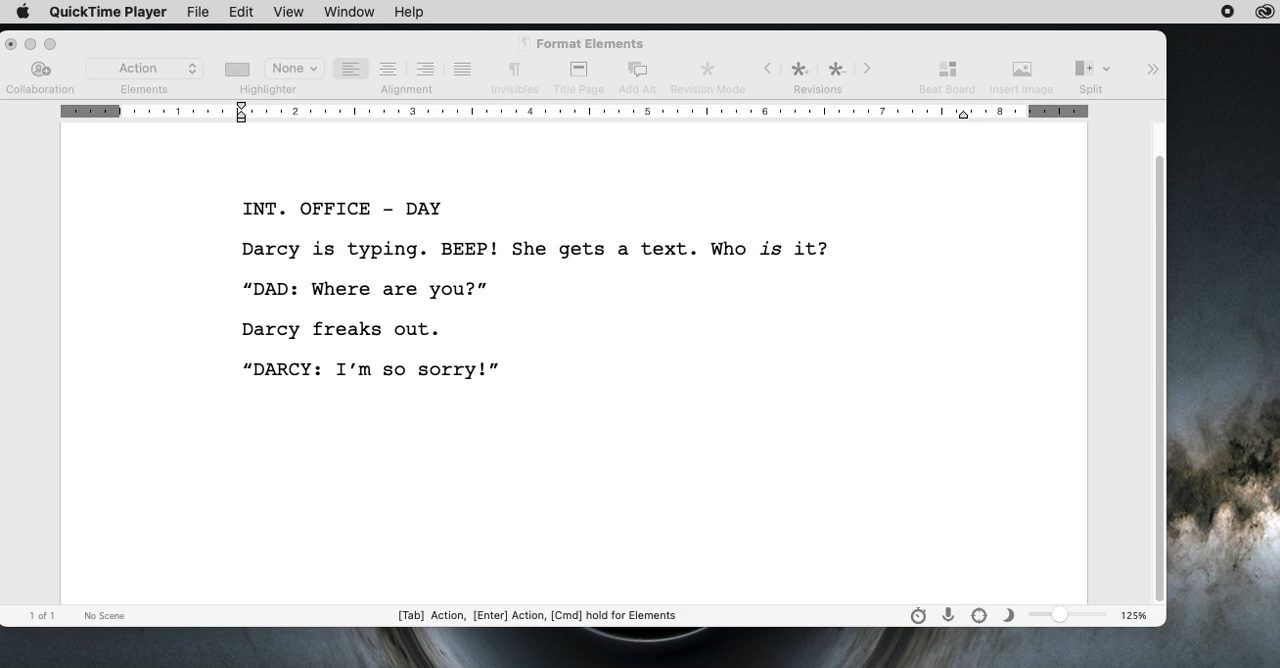 QuickTime Player File Edit View Window Help
Format Elements
Action None
Collaboration Elements Highlighter Alignment Invisibles Title Page Add Alt Revision Mode Revisions Beat Board Insert Image Split
1 2 3 4 5 6 7 8
INT. OFFICE - DAY
Darcy is typing. BEEP! She gets a text. Who is it?
“DAD: Where are you?”
Darcy freaks out.
“DARCY: I’m so sorry!”
1 of 1 No Scene [Tab] Action, [Enter] Action, [Cmd] hold for Elements 125%